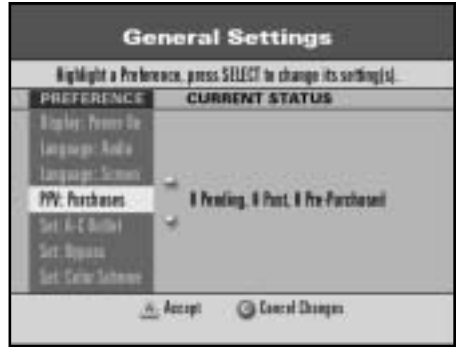 General Settings
Highlight a Preference, press SELECT to change its setting(s).
PREFERENCE CURRENT STATUS
Display: Power On
Language: Audio
Language: Screen
PPV: Purchases 0 Pending, 0 Past, 0 Pre-Purchased
Set: A-C Outlet
Set: Bypass
Set: Color Scheme
A Accept C Cancel Changes